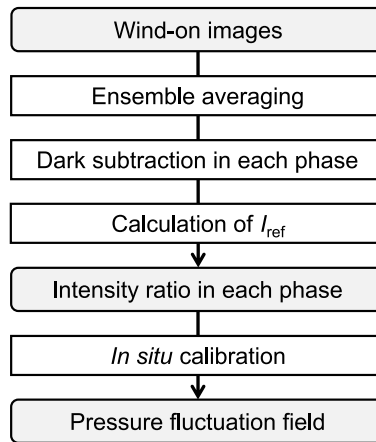 Wind-on images
Ensemble averaging
Dark subtraction in each phase
Calculation of I_ref
Intensity ratio in each phase
In situ calibration
Pressure fluctuation field